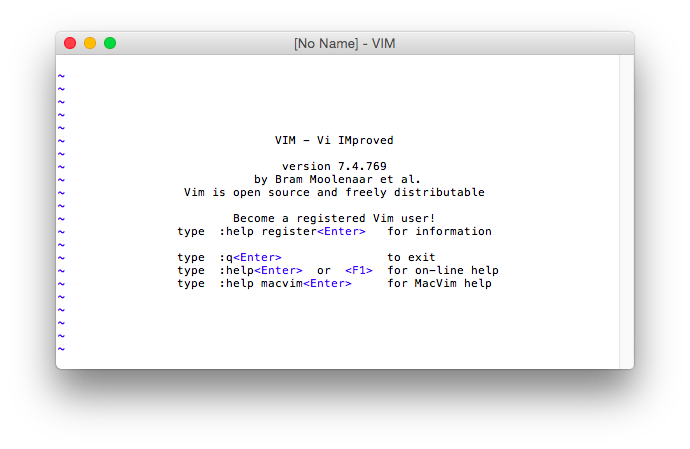 [No Name] - VIM
~
~
~
~
~
~ VIM - Vi IMproved
~
~ version 7.4.769
~ by Bram Moolenaar et al.
~ Vim is open source and freely distributable
~
~ Become a registered Vim user!
~ type :help register<Enter> for information
~
~ type :q<Enter> to exit
~ type :help<Enter> or <F1> for on-line help
~ type :help macvim<Enter> for MacVim help
~
~
~
~
~